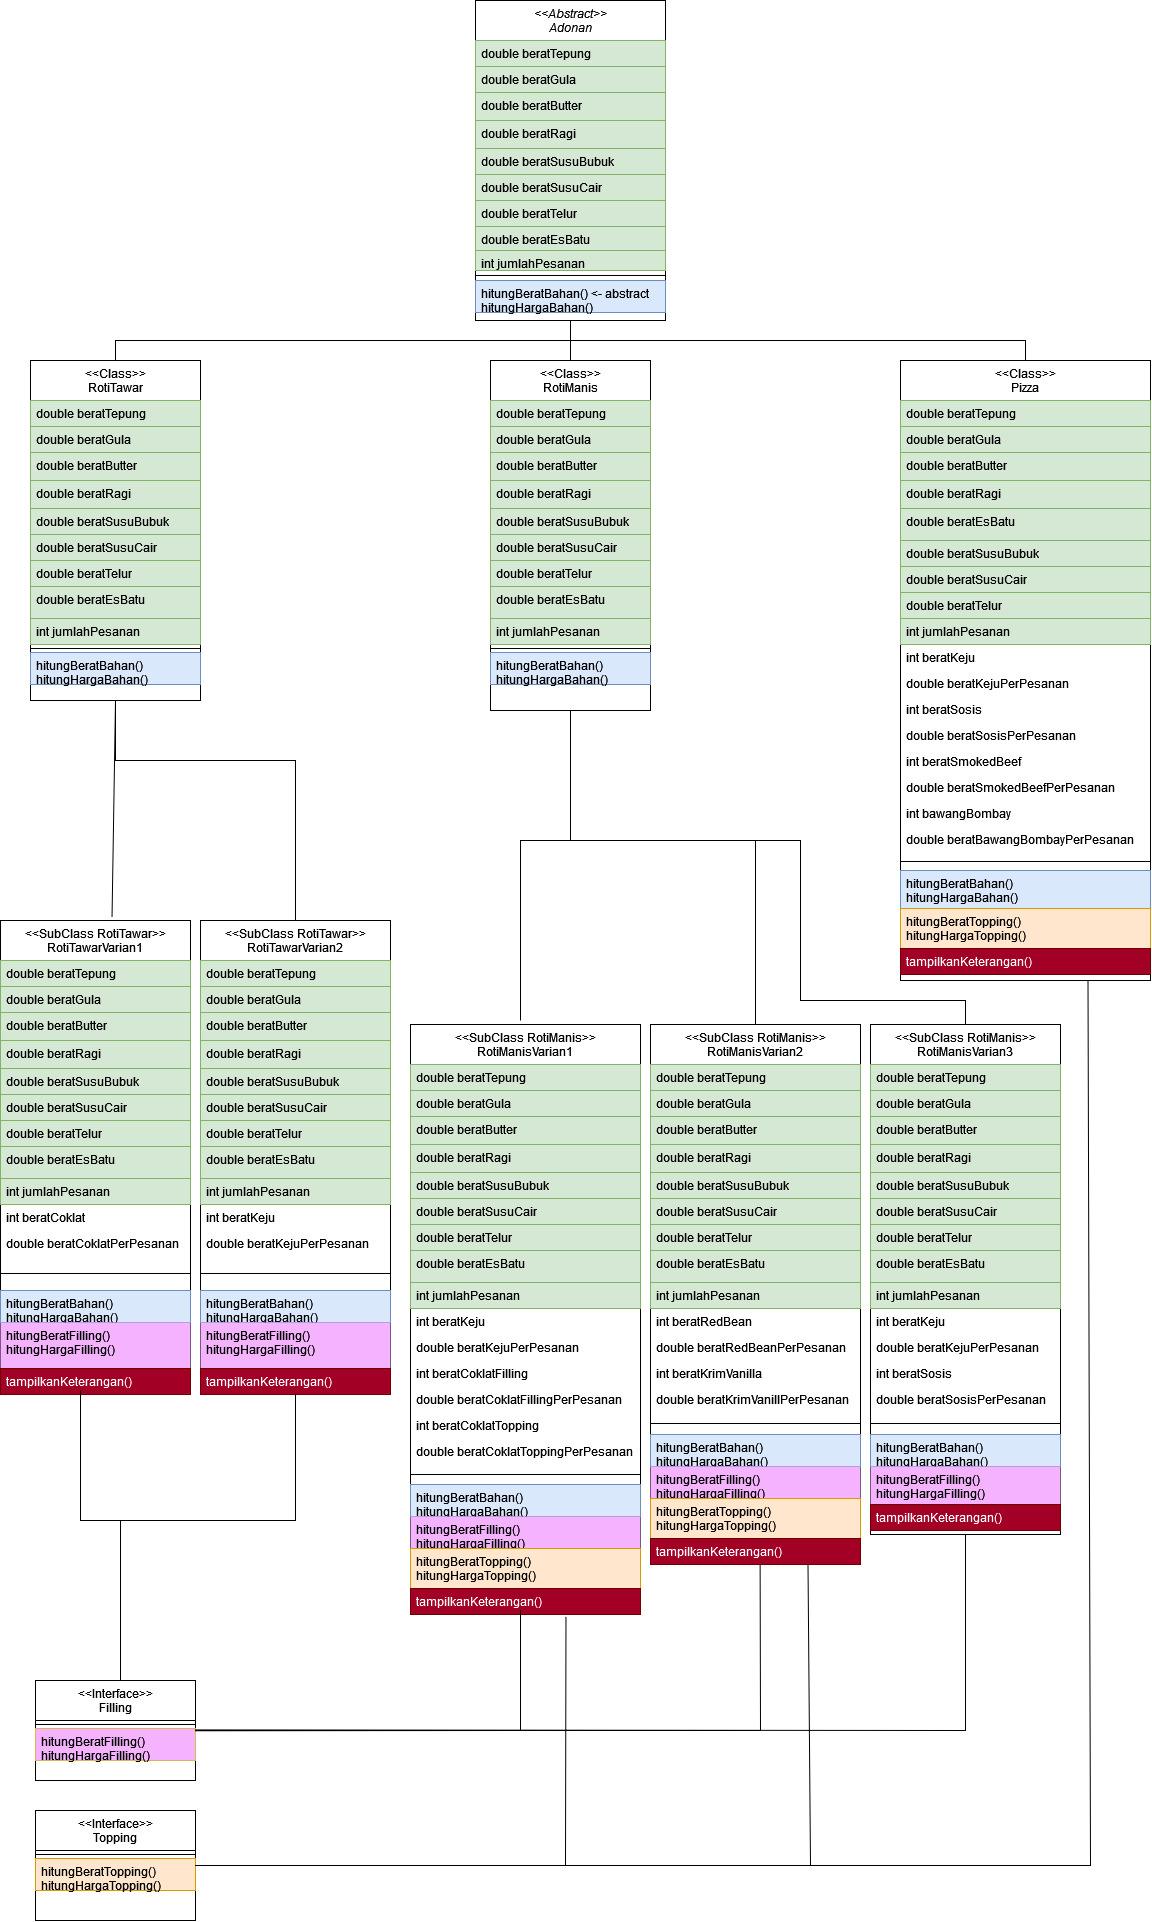 <<Abstract>>
Adonan
double beratTepung
double beratGula
double beratButter
double beratRagi
double beratSusuBubuk
double beratSusuCair
double beratTelur
double beratEsBatu
int jumlahPesanan
hitungBeratBahan() <- abstract
hitungHargaBahan()
<<Class>>
RotiTawar
double beratTepung
double beratGula
double beratButter
double beratRagi
double beratSusuBubuk
double beratSusuCair
double beratTelur
double beratEsBatu
int jumlahPesanan
hitungBeratBahan()
hitungHargaBahan()
<<Class>>
RotiManis
double beratTepung
double beratGula
double beratButter
double beratRagi
double beratSusuBubuk
double beratSusuCair
double beratTelur
double beratEsBatu
int jumlahPesanan
hitungBeratBahan()
hitungHargaBahan()
<<Class>>
Pizza
double beratTepung
double beratGula
double beratButter
double beratRagi
double beratEsBatu
double beratSusuBubuk
double beratSusuCair
double beratTelur
int jumlahPesanan
int beratKeju
double beratKejuPerPesanan
int beratSosis
double beratSosisPerPesanan
int beratSmokedBeef
double beratSmokedBeefPerPesanan
int bawangBombay
double beratBawangBombayPerPesanan
hitungBeratBahan()
hitungHargaBahan()
hitungBeratTopping()
hitungHargaTopping()
tampilkanKeterangan()
<<SubClass RotiTawar>>
RotiTawarVarian1
double beratTepung
double beratGula
double beratButter
double beratRagi
double beratSusuBubuk
double beratSusuCair
double beratTelur
double beratEsBatu
int jumlahPesanan
int beratCoklat
double beratCoklatPerPesanan
hitungBeratBahan()
hitungHargaBahan()
hitungBeratFilling()
hitungHargaFilling()
tampilkanKeterangan()
<<SubClass RotiTawar>>
RotiTawarVarian2
double beratTepung
double beratGula
double beratButter
double beratRagi
double beratSusuBubuk
double beratSusuCair
double beratTelur
double beratEsBatu
int jumlahPesanan
int beratKeju
double beratKejuPerPesanan
hitungBeratBahan()
hitungHargaBahan()
hitungBeratFilling()
hitungHargaFilling()
tampilkanKeterangan()
<<SubClass RotiManis>>
RotiManisVarian1
double beratTepung
double beratGula
double beratButter
double beratRagi
double beratSusuBubuk
double beratSusuCair
double beratTelur
double beratEsBatu
int jumlahPesanan
int beratKeju
double beratKejuPerPesanan
int beratCoklatFilling
double beratCoklatFillingPerPesanan
int beratCoklatTopping
double beratCoklatToppingPerPesanan
hitungBeratBahan()
hitungHargaBahan()
hitungBeratFilling()
hitungHargaFilling()
hitungBeratTopping()
hitungHargaTopping()
tampilkanKeterangan()
<<SubClass RotiManis>>
RotiManisVarian2
double beratTepung
double beratGula
double beratButter
double beratRagi
double beratSusuBubuk
double beratSusuCair
double beratTelur
double beratEsBatu
int jumlahPesanan
int beratRedBean
double beratRedBeanPerPesanan
int beratKrimVanilla
double beratKrimVanillPerPesanan
hitungBeratBahan()
hitungHargaBahan()
hitungBeratFilling()
hitungHargaFilling()
hitungBeratTopping()
hitungHargaTopping()
tampilkanKeterangan()
<<SubClass RotiManis>>
RotiManisVarian3
double beratTepung
double beratGula
double beratButter
double beratRagi
double beratSusuBubuk
double beratSusuCair
double beratTelur
double beratEsBatu
int jumlahPesanan
int beratKeju
double beratKejuPerPesanan
int beratSosis
double beratSosisPerPesanan
hitungBeratBahan()
hitungHargaBahan()
hitungBeratFilling()
hitungHargaFilling()
tampilkanKeterangan()
<<Interface>>
Filling
hitungBeratFilling()
hitungHargaFilling()
<<Interface>>
Topping
hitungBeratTopping()
hitungHargaTopping()